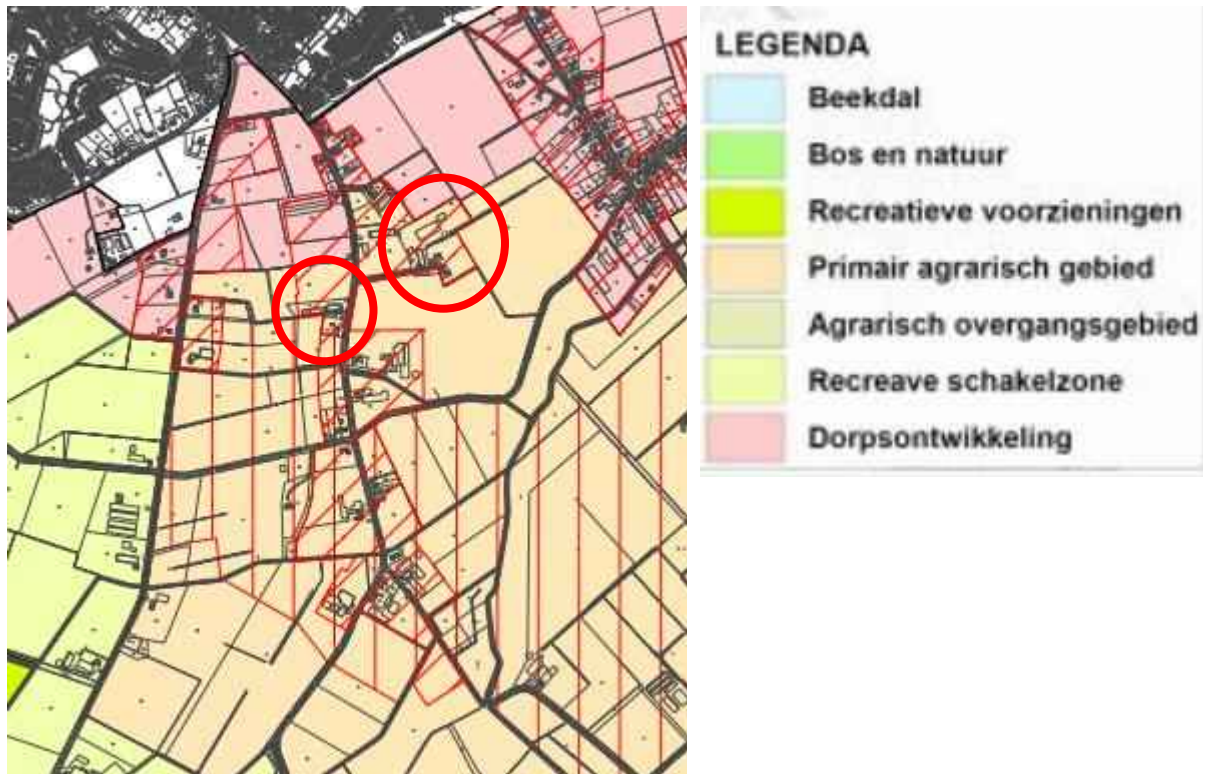 LEGENDA
Beekdal
Bos en natuur
Recreatieve voorzieningen
Primair agrarisch gebied
Agrarisch overgangsgebied
Recreave schakelzone
Dorpsontwikkeling